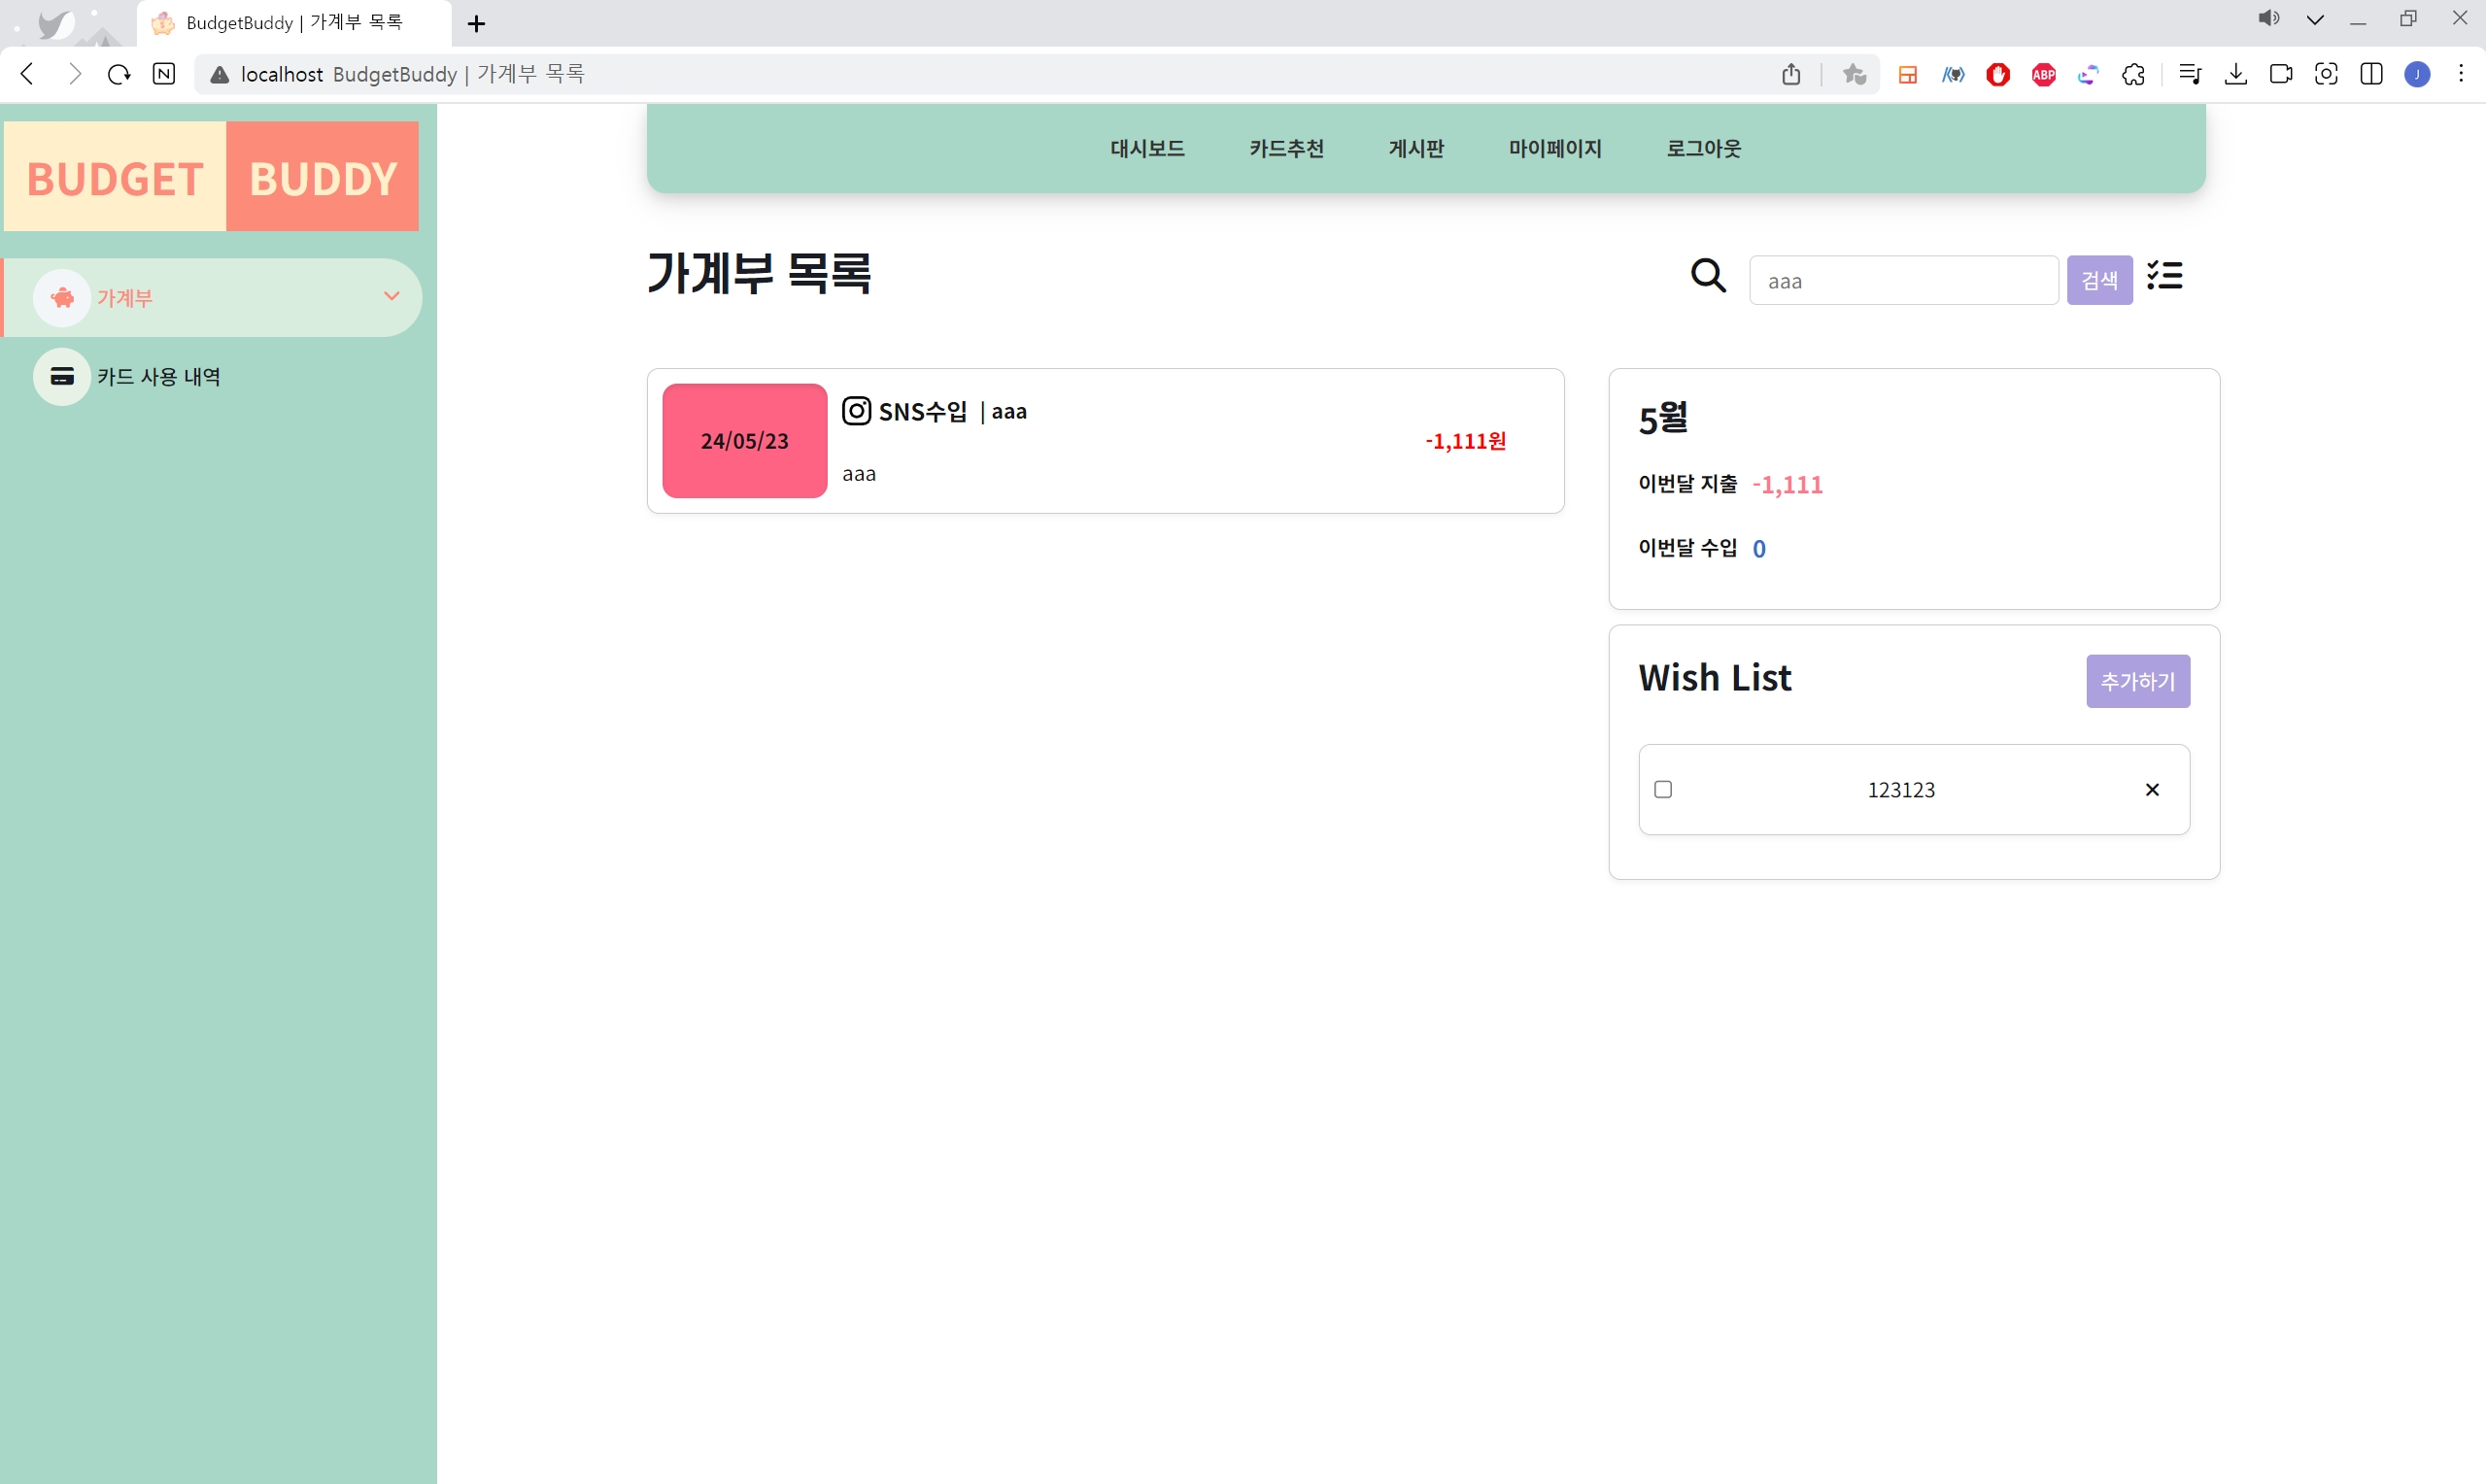 BudgetBuddy | 가계부 목록
localhost BudgetBuddy | 가계부 목록
ABP
J
BUDGET BUDDY
가계부
카드 사용 내역
대시보드 카드추천 게시판 마이페이지 로그아웃
가계부 목록
aaa 검색
24/05/23
SNS수입 | aaa
-1,111원
aaa
5월
이번달 지출 -1,111
이번달 수입 0
Wish List 추가하기
123123